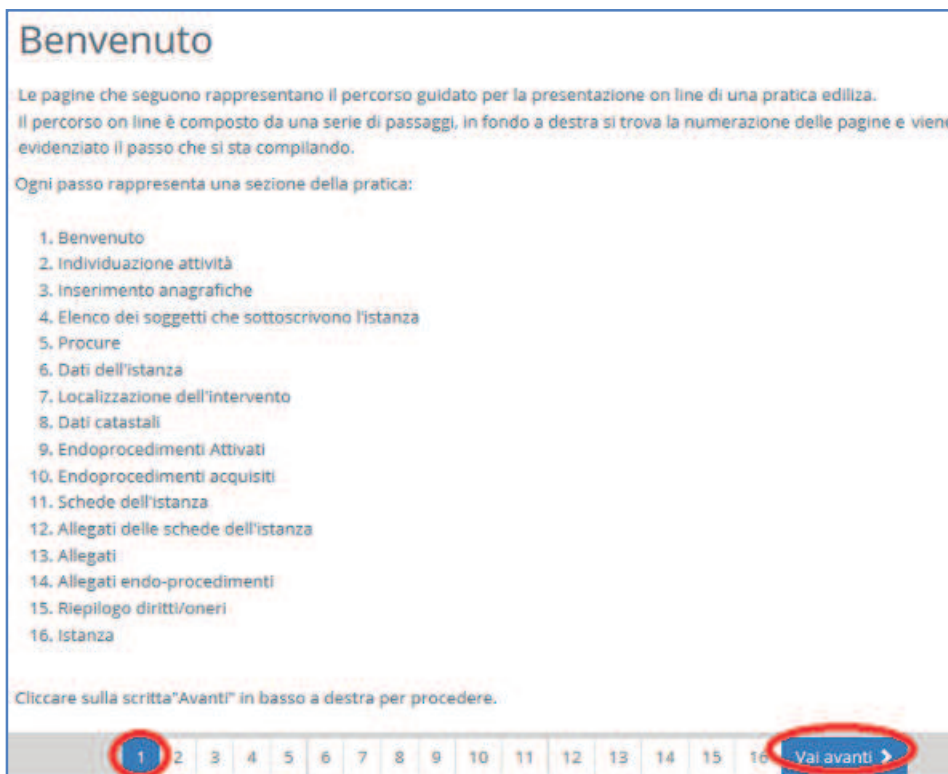 Benvenuto
Le pagine che seguono rappresentano il percorso guidato per la presentazione on line di una pratica ediliza.
Il percorso on line è composto da una serie di passaggi, in fondo a destra si trova la numerazione delle pagine e viene
evidenziato il passo che si sta compilando.
Ogni passo rappresenta una sezione della pratica:
1. Benvenuto
2. Individuazione attività
3. Inserimento anagrafiche
4. Elenco dei soggetti che sottoscrivono l'istanza
5. Procure
6. Dati dell'istanza
7. Localizzazione dell'intervento
8. Dati catastali
9. Endoprocedimenti Attivati
10. Endoprocedimenti acquisiti
11. Schede dell'istanza
12. Allegati delle schede dell'istanza
13. Allegati
14. Allegati endo-procedimenti
15. Riepilogo diritti/oneri
16. Istanza
Cliccare sulla scritta"Avanti" in basso a destra per procedere.
1 2 3 4 5 6 7 8 9 10 11 12 13 14 15 16 Vai avanti